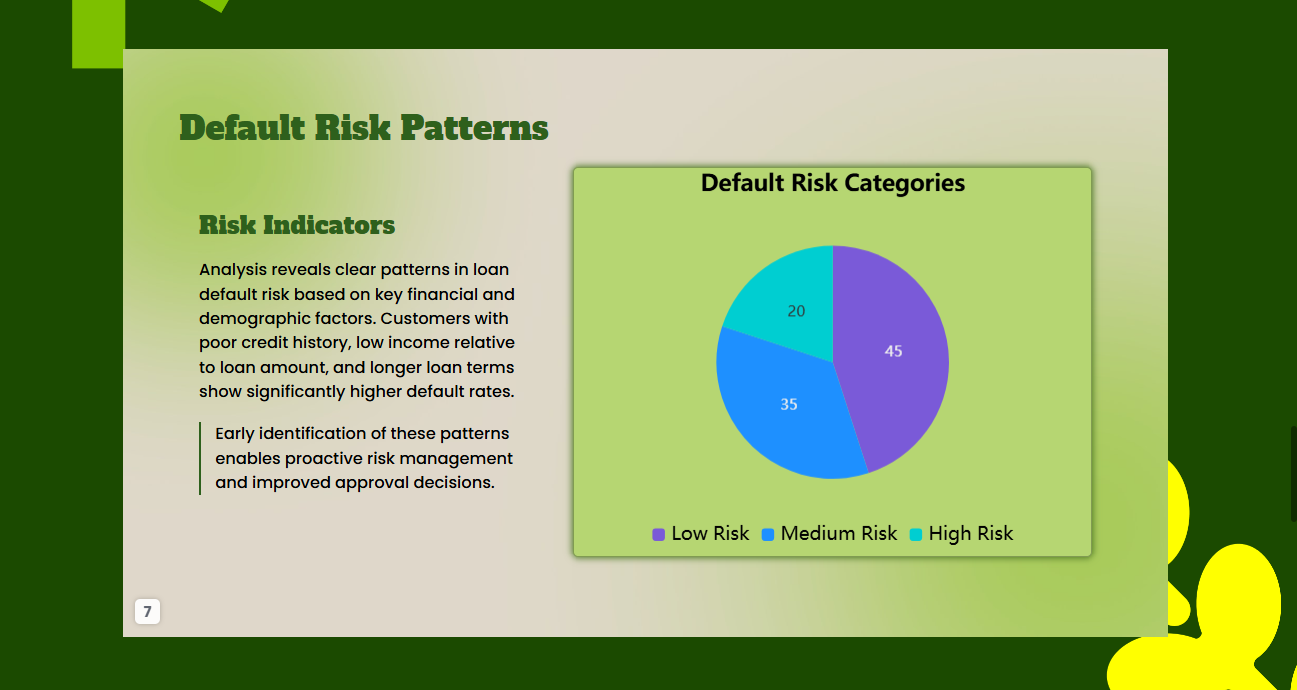 Default Risk Patterns
Risk Indicators
Analysis reveals clear patterns in loan
default risk based on key financial and
demographic factors. Customers with
poor credit history, low income relative
to loan amount, and longer loan terms
show significantly higher default rates.
Early identification of these patterns
enables proactive risk management
and improved approval decisions.
Default Risk Categories
20
45
35
Low Risk Medium Risk High Risk
7